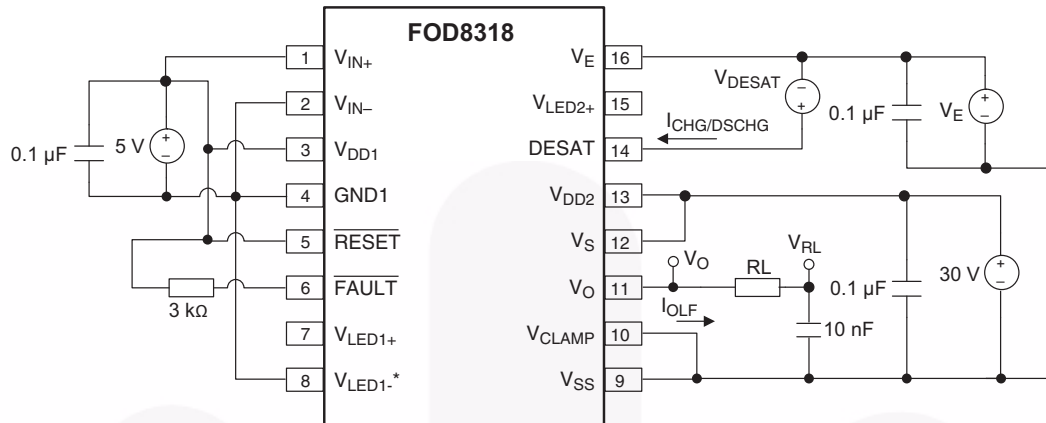 FOD8318
1 VIN+
2 VIN–
3 VDD1
4 GND1
5 RESET
6 FAULT
7 VLED1+
8 VLED1-*
0.1 µF
5 V
3 kΩ
VE 16
VLED2+ 15
DESAT 14
VDD2 13
VS 12
VO 11
VCLAMP 10
VSS 9
VDESAT
– +
ICHG/DSCHG
0.1 µF
VE
+ –
VO
RL
VRL
IOLF
10 nF
0.1 µF
30 V
+ –
+ –